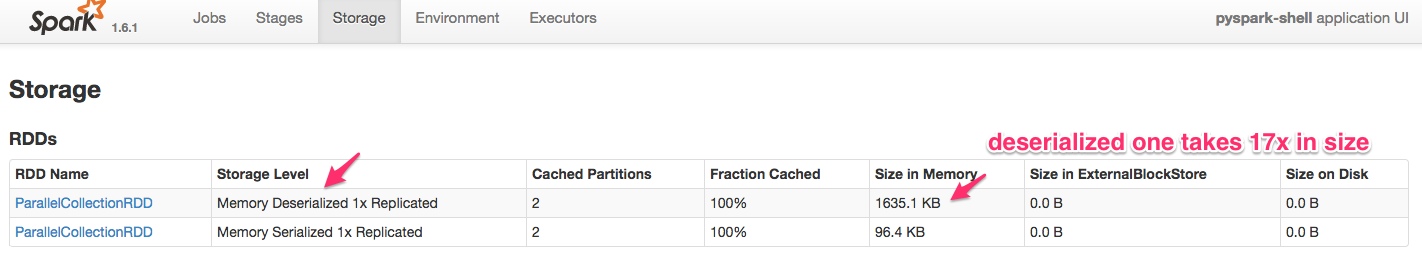 Spark 1.6.1 Jobs Stages Storage Environment Executors pyspark-shell application UI
Storage
RDDs
deserialized one takes 17x in size
RDD Name Storage Level Cached Partitions Fraction Cached Size in Memory Size in ExternalBlockStore Size on Disk
ParallelCollectionRDD Memory Deserialized 1x Replicated 2 100% 1635.1 KB 0.0 B 0.0 B
ParallelCollectionRDD Memory Serialized 1x Replicated 2 100% 96.4 KB 0.0 B 0.0 B